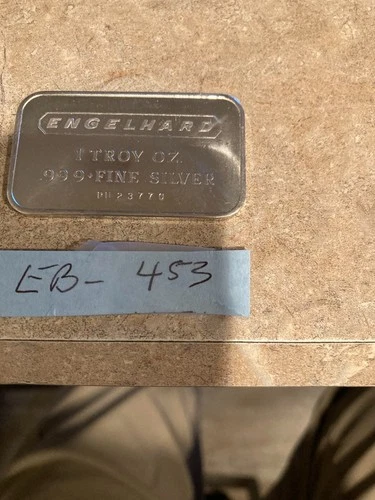 ENGELHARD
1 TROY OZ.
999+FINE SILVER
EB- 453